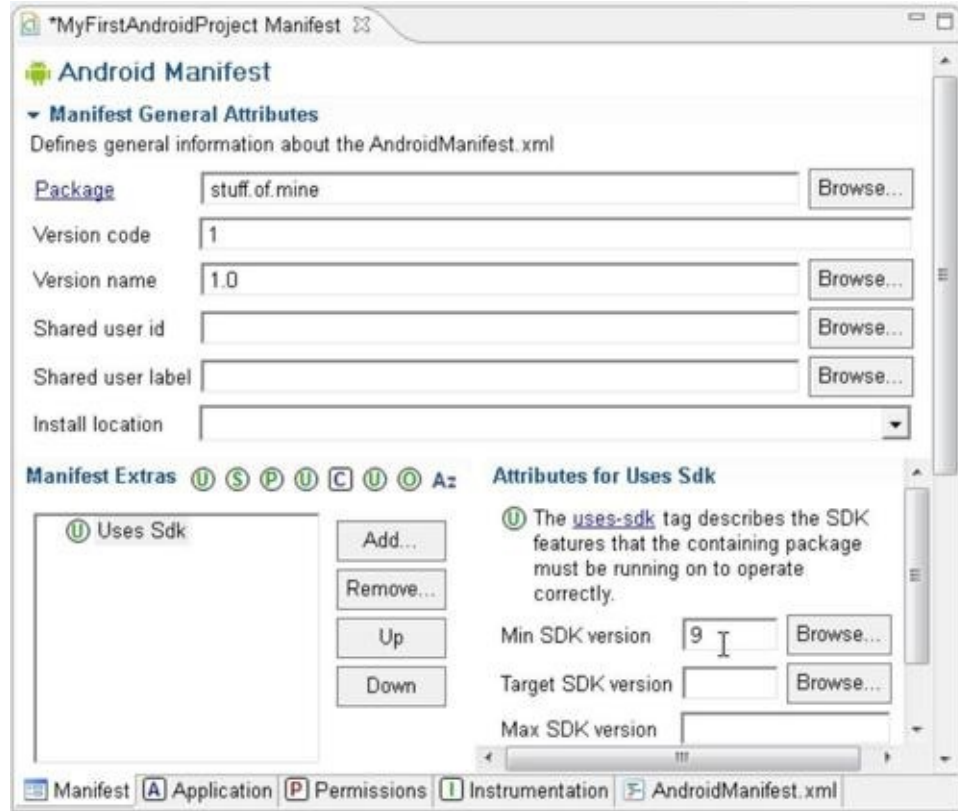 *MyFirstAndroidProject Manifest
Android Manifest
Manifest General Attributes
Defines general information about the AndroidManifest.xml
Package stuff.of.mine Browse...
Version code 1
Version name 1.0 Browse...
Shared user id Browse...
Shared user label Browse...
Install location
Manifest Extras U S P U C U O Az
U Uses Sdk
Add...
Remove...
Up
Down
Attributes for Uses Sdk
U The uses-sdk tag describes the SDK
features that the containing package
must be running on to operate
correctly.
Min SDK version 9 Browse...
Target SDK version Browse...
Max SDK version
Manifest A Application P Permissions I Instrumentation F AndroidManifest.xml